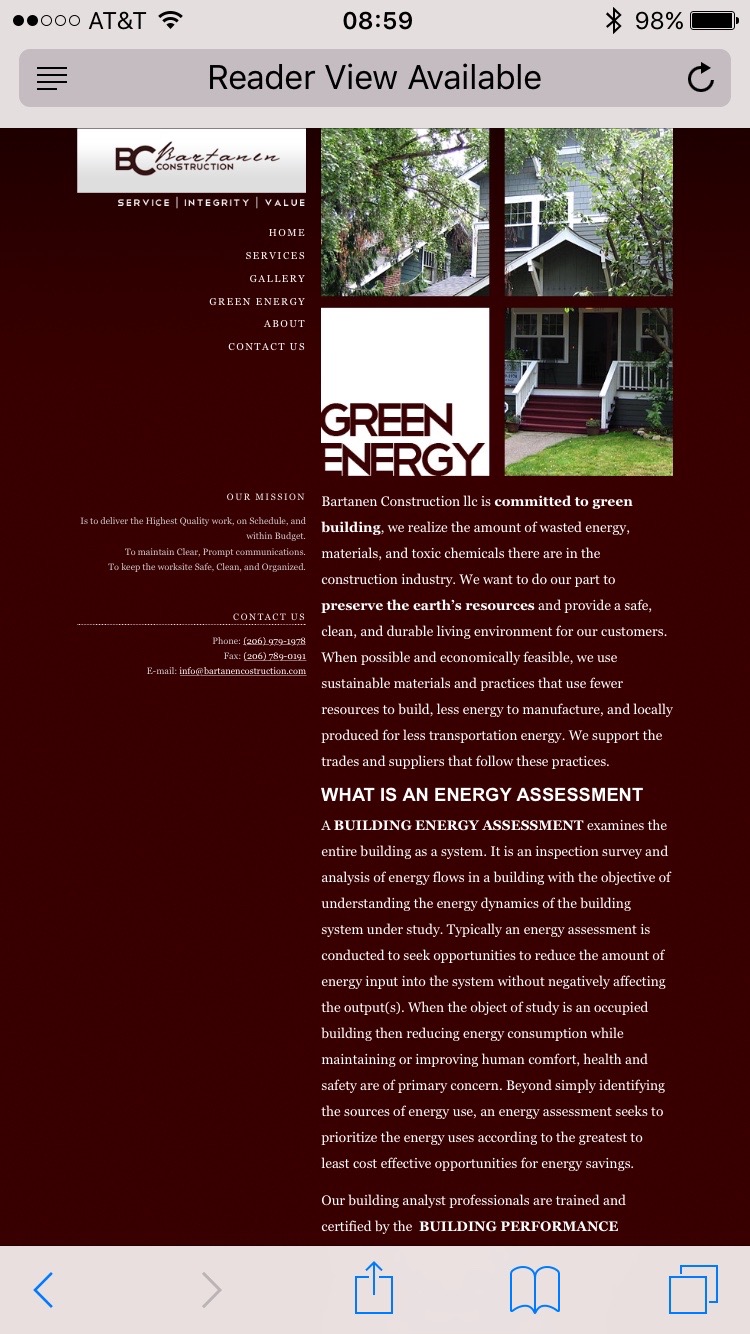 AT&T 08:59 98%
Reader View Available
BC Bartanen
CONSTRUCTION
SERVICE | INTEGRITY | VALUE
HOME
SERVICES
GALLERY
GREEN ENERGY
ABOUT
CONTACT US
OUR MISSION
Is to deliver the Highest Quality work, on Schedule, and
within Budget.
To maintain Clear, Prompt communications.
To keep the worksite Safe, Clean, and Organized.
CONTACT US
Phone: (206) 979-1978
Fax: (206) 789-0191
E-mail: info@bartanencostruction.com
GREEN
ENERGY
Bartanen Construction llc is committed to green
building, we realize the amount of wasted energy,
materials, and toxic chemicals there are in the
construction industry. We want to do our part to
preserve the earth's resources and provide a safe,
clean, and durable living environment for our customers.
When possible and economically feasible, we use
sustainable materials and practices that use fewer
resources to build, less energy to manufacture, and locally
produced for less transportation energy. We support the
trades and suppliers that follow these practices.
WHAT IS AN ENERGY ASSESSMENT
A BUILDING ENERGY ASSESSMENT examines the
entire building as a system. It is an inspection survey and
analysis of energy flows in a building with the objective of
understanding the energy dynamics of the building
system under study. Typically an energy assessment is
conducted to seek opportunities to reduce the amount of
energy input into the system without negatively affecting
the output(s). When the object of study is an occupied
building then reducing energy consumption while
maintaining or improving human comfort, health and
safety are of primary concern. Beyond simply identifying
the sources of energy use, an energy assessment seeks to
prioritize the energy uses according to the greatest to
least cost effective opportunities for energy savings.
Our building analyst professionals are trained and
certified by the BUILDING PERFORMANCE